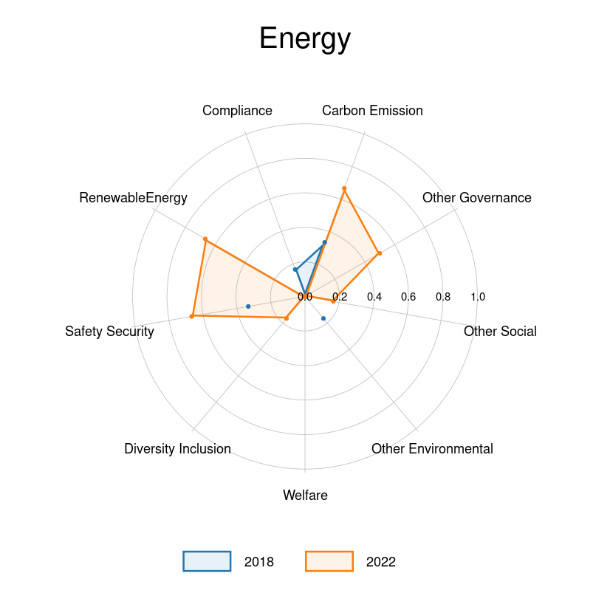 Energy
Compliance
Carbon Emission
RenewableEnergy
Other Governance
0.0 0.2 0.4 0.6 0.8 1.0
Safety Security
Other Social
Diversity Inclusion
Other Environmental
Welfare
2018
2022